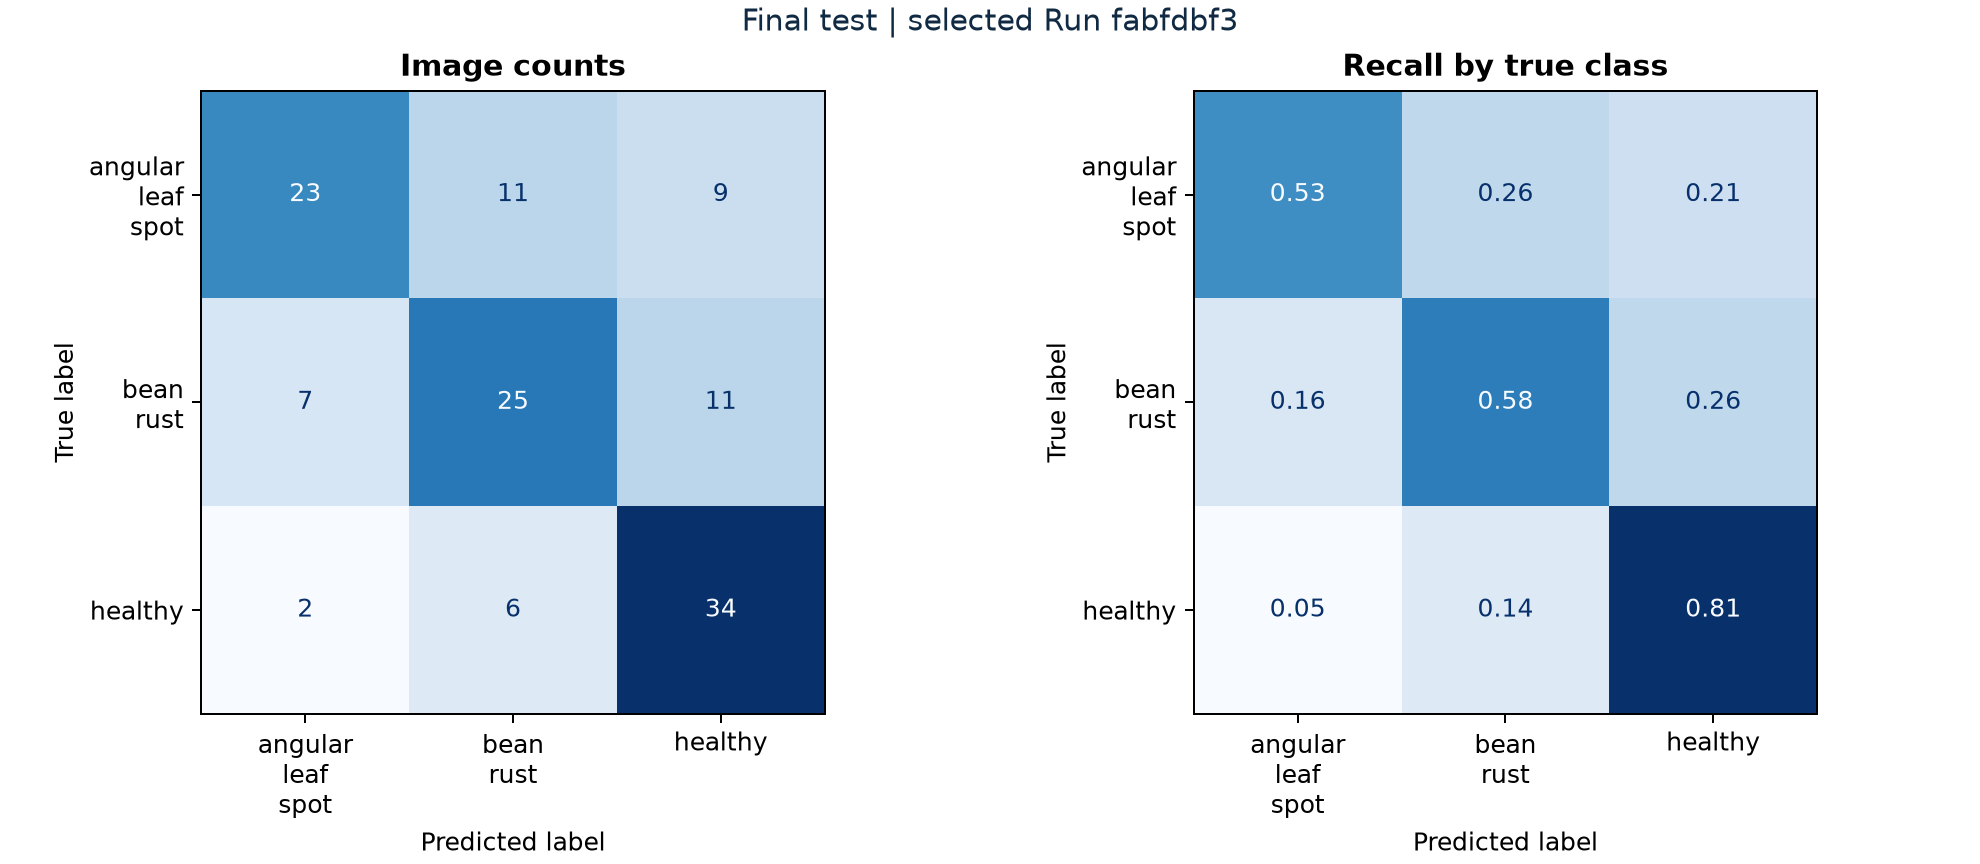 Final test | selected Run fabfdbf3
Image counts
True label
angular
leaf
spot
23 11 9
bean
rust
7 25 11
healthy
2 6 34
angular
leaf
spot
bean
rust
healthy
Predicted label
Recall by true class
True label
angular
leaf
spot
0.53 0.26 0.21
bean
rust
0.16 0.58 0.26
healthy
0.05 0.14 0.81
angular
leaf
spot
bean
rust
healthy
Predicted label